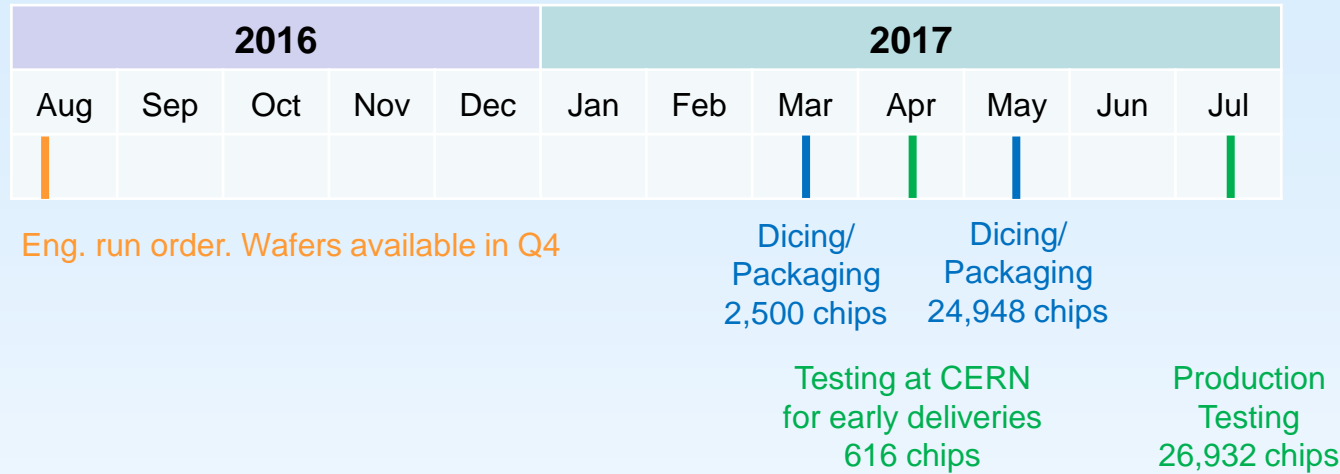 2016 2017
Aug Sep Oct Nov Dec Jan Feb Mar Apr May Jun Jul
Eng. run order. Wafers available in Q4
Dicing/
Packaging
2,500 chips
Dicing/
Packaging
24,948 chips
Testing at CERN
for early deliveries
616 chips
Production
Testing
26,932 chips